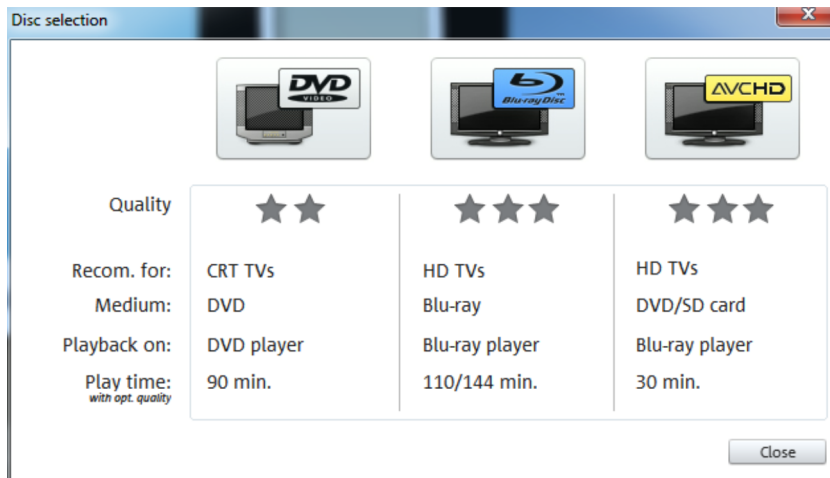 Disc selection
DVD
VIDEO
Blu-ray Disc
AVCHD
Quality
Recom. for: CRT TVs HD TVs HD TVs
Medium: DVD Blu-ray DVD/SD card
Playback on: DVD player Blu-ray player Blu-ray player
Play time: 90 min. 110/144 min. 30 min.
with opt. quality
Close